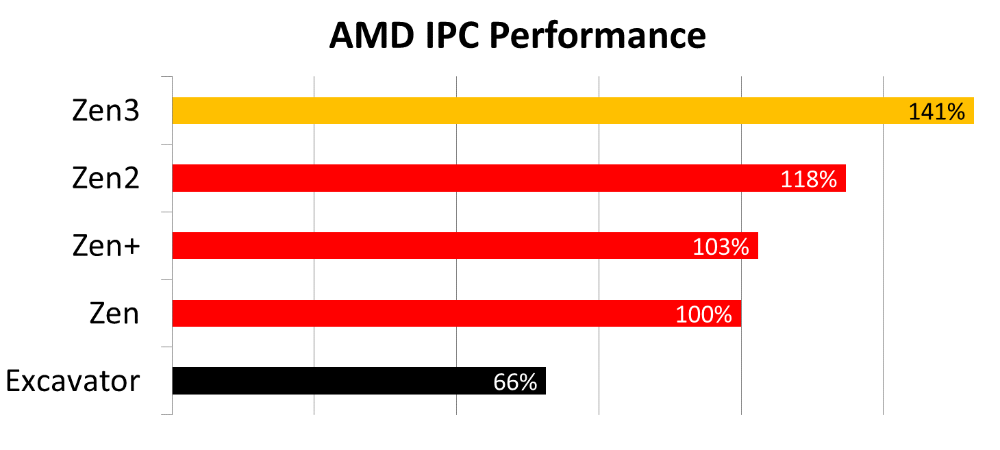 AMD IPC Performance
Zen3 141%
Zen2 118%
Zen+ 103%
Zen 100%
Excavator 66%